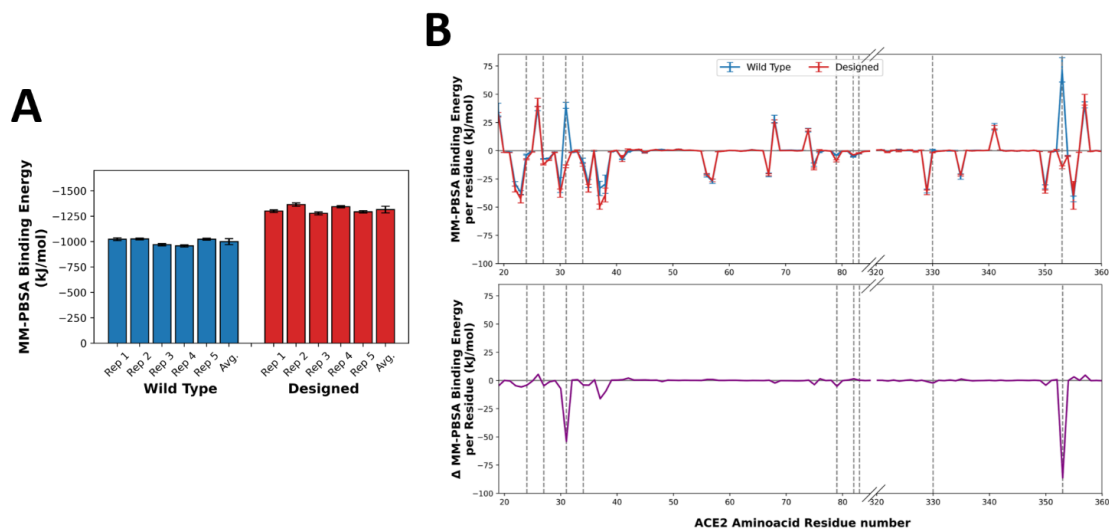 A
MM-PBSA Binding Energy
(kJ/mol)
−1500
−1250
−1000
−750
−500
−250
0
Rep 1
Rep 2
Rep 3
Rep 4
Rep 5
Avg.
Rep 1
Rep 2
Rep 3
Rep 4
Rep 5
Avg.
Wild Type
Designed
B
MM-PBSA Binding Energy
per residue (kJ/mol)
75
50
25
0
−25
−50
−75
−100
Wild Type
Designed
20
30
40
50
60
70
80
320
330
340
350
360
Δ MM-PBSA Binding Energy
per Residue (kJ/mol)
75
50
25
0
−25
−50
−75
−100
20
30
40
50
60
70
80
320
330
340
350
360
ACE2 Aminoacid Residue number